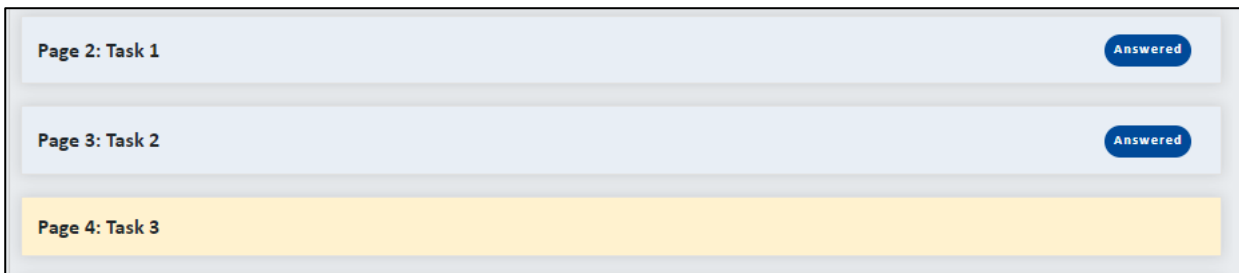 Page 2: Task 1 Answered
Page 3: Task 2 Answered
Page 4: Task 3